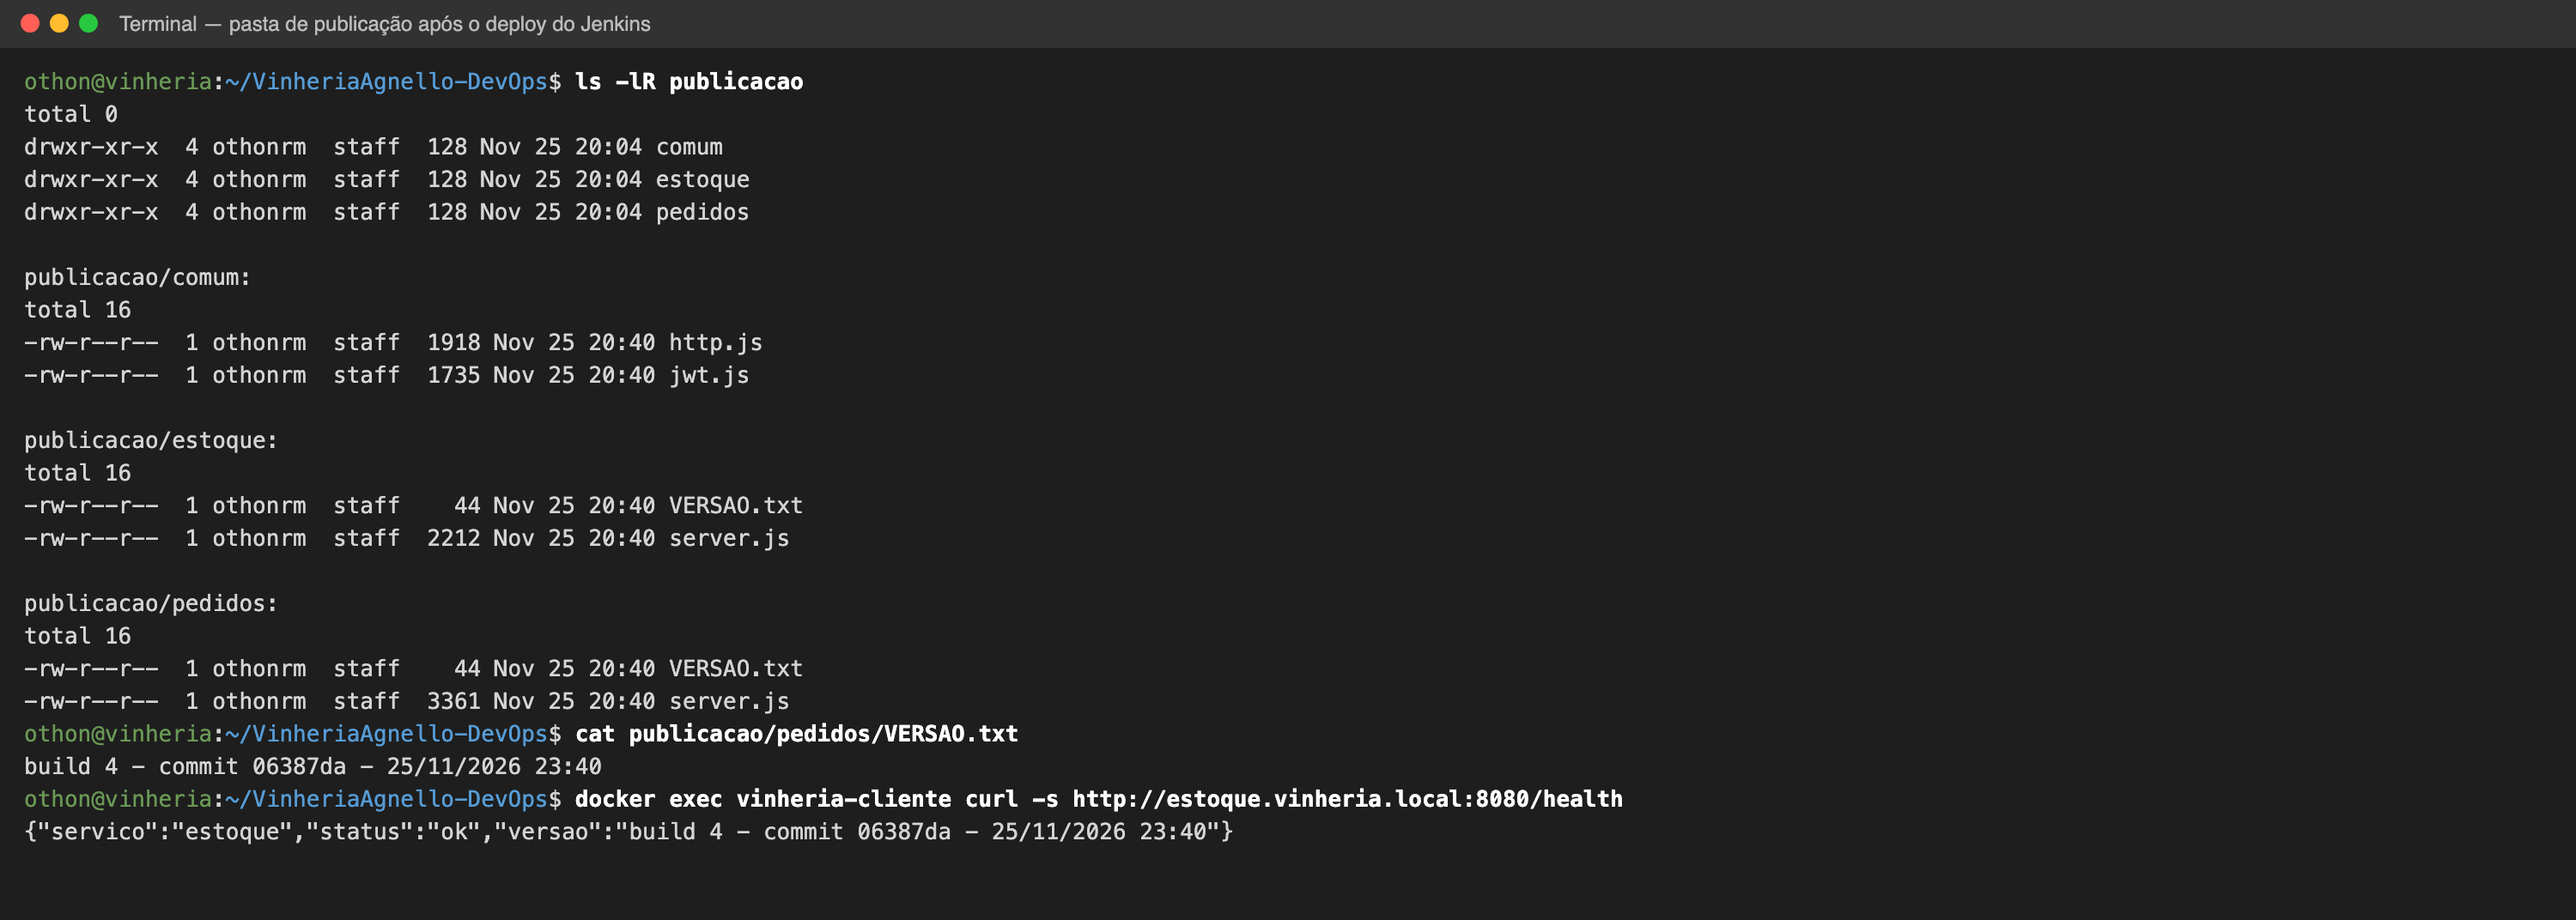 Terminal — pasta de publicação após o deploy do Jenkins
othon@vinheria:~/VinheriaAgnello-DevOps$ ls -lR publicacao
total 0
drwxr-xr-x  4 othonrm  staff  128 Nov 25 20:04 comum
drwxr-xr-x  4 othonrm  staff  128 Nov 25 20:04 estoque
drwxr-xr-x  4 othonrm  staff  128 Nov 25 20:04 pedidos
publicacao/comum:
total 16
-rw-r--r--  1 othonrm  staff  1918 Nov 25 20:40 http.js
-rw-r--r--  1 othonrm  staff  1735 Nov 25 20:40 jwt.js
publicacao/estoque:
total 16
-rw-r--r--  1 othonrm  staff    44 Nov 25 20:40 VERSAO.txt
-rw-r--r--  1 othonrm  staff  2212 Nov 25 20:40 server.js
publicacao/pedidos:
total 16
-rw-r--r--  1 othonrm  staff    44 Nov 25 20:40 VERSAO.txt
-rw-r--r--  1 othonrm  staff  3361 Nov 25 20:40 server.js
othon@vinheria:~/VinheriaAgnello-DevOps$ cat publicacao/pedidos/VERSAO.txt
build 4 - commit 06387da - 25/11/2026 23:40
othon@vinheria:~/VinheriaAgnello-DevOps$ docker exec vinheria-cliente curl -s http://estoque.vinheria.local:8080/health
{"servico":"estoque","status":"ok","versao":"build 4 - commit 06387da - 25/11/2026 23:40"}